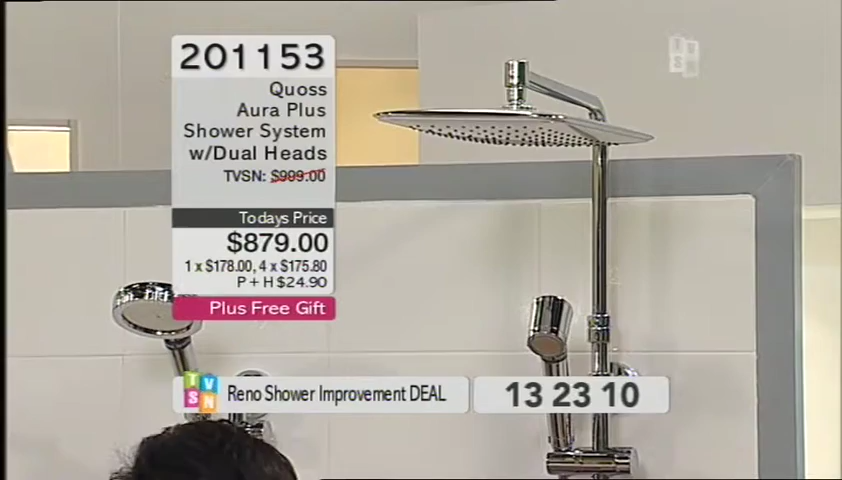 201153
Quoss
Aura Plus
Shower System
w/Dual Heads
TVSN: $999.00
Todays Price
$879.00
1 x $178.00, 4 x $175.80
P + H $24.90
Plus Free Gift
TVSN
Reno Shower Improvement DEAL
13 23 10
TVSN